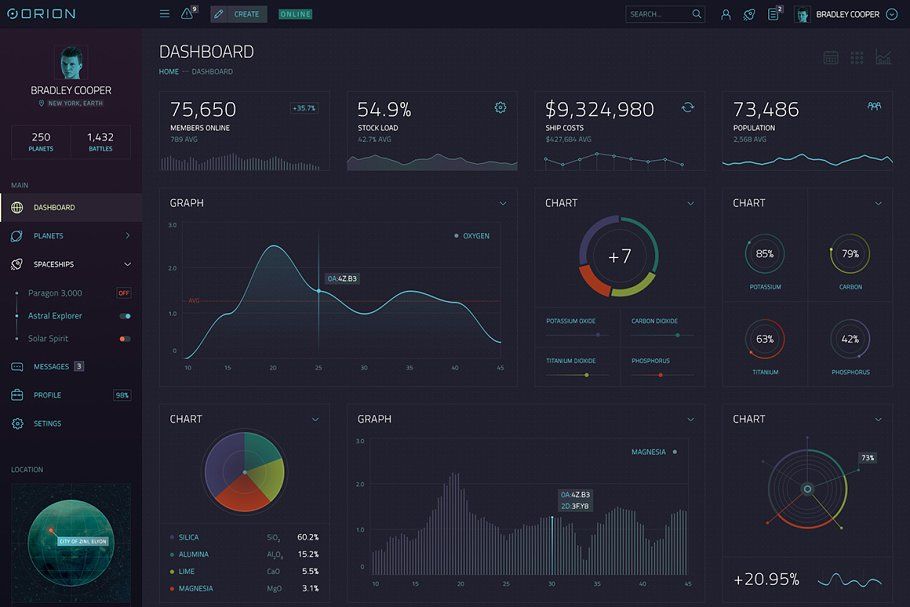 ORION
9
CREATE
ONLINE
SEARCH...
2
BRADLEY COOPER
BRADLEY COOPER
NEW YORK, EARTH
250
PLANETS
1,432
BATTLES
MAIN
DASHBOARD
PLANETS
SPACESHIPS
Paragon 3,000
OFF
Astral Explorer
Solar Spirit
MESSAGES 3
PROFILE
98%
SETINGS
LOCATION
CITY OF ZINI, ELYON
DASHBOARD
HOME — DASHBOARD
75,650
+35.7%
MEMBERS ONLINE
789 AVG
54.9%
STOCK LOAD
42.7% AVG
$9,324,980
SHIP COSTS
$427,684 AVG
73,486
POPULATION
2,568 AVG
GRAPH
3.0
OXYGEN
2.0
0A:4Z.B3
AVG
1.0
0
10 15 20 25 30 35 40 45
CHART
+7
POTASSIUM OXIDE
CARBON DIOXIDE
TITANIUM DIOXIDE
PHOSPHORUS
CHART
85%
POTASSIUM
79%
CARBON
63%
TITANIUM
42%
PHOSPHORUS
CHART
SILICA SiO₂ 60.2%
ALUMINA Al₂O₃ 15.2%
LIME CaO 5.5%
MAGNESIA MgO 3.1%
GRAPH
3.0
MAGNESIA
2.0
0A:4Z.B3
2D:3FYB
1.0
0
10 15 20 25 30 35 40 45
CHART
73%
+20.95%